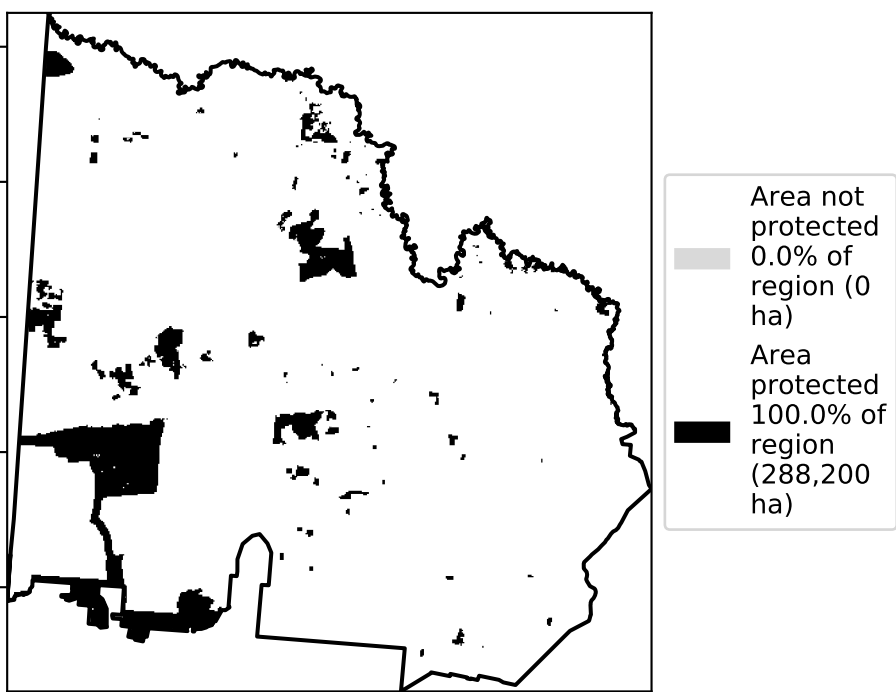 Area not
protected
0.0% of
region (0
ha)
Area
protected
100.0% of
region
(288,200
ha)